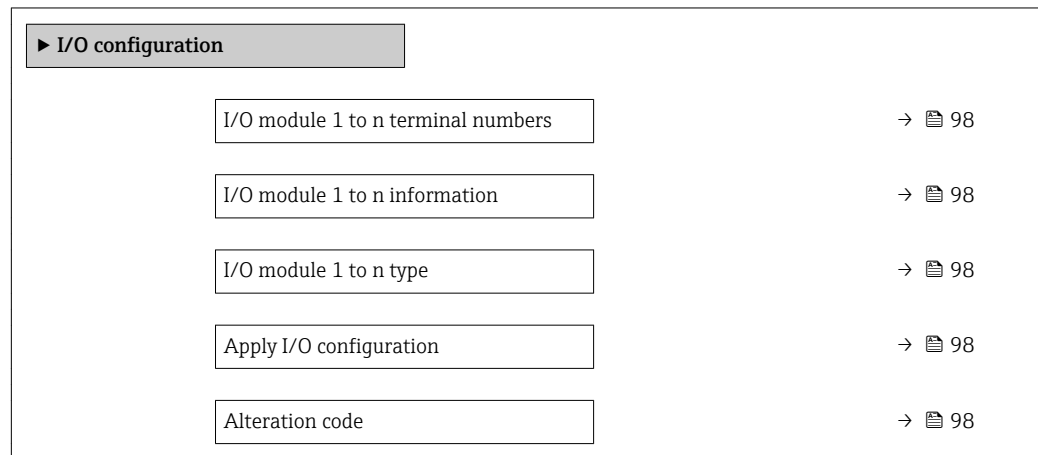 ▶ I/O configuration
I/O module 1 to n terminal numbers → 98
I/O module 1 to n information → 98
I/O module 1 to n type → 98
Apply I/O configuration → 98
Alteration code → 98